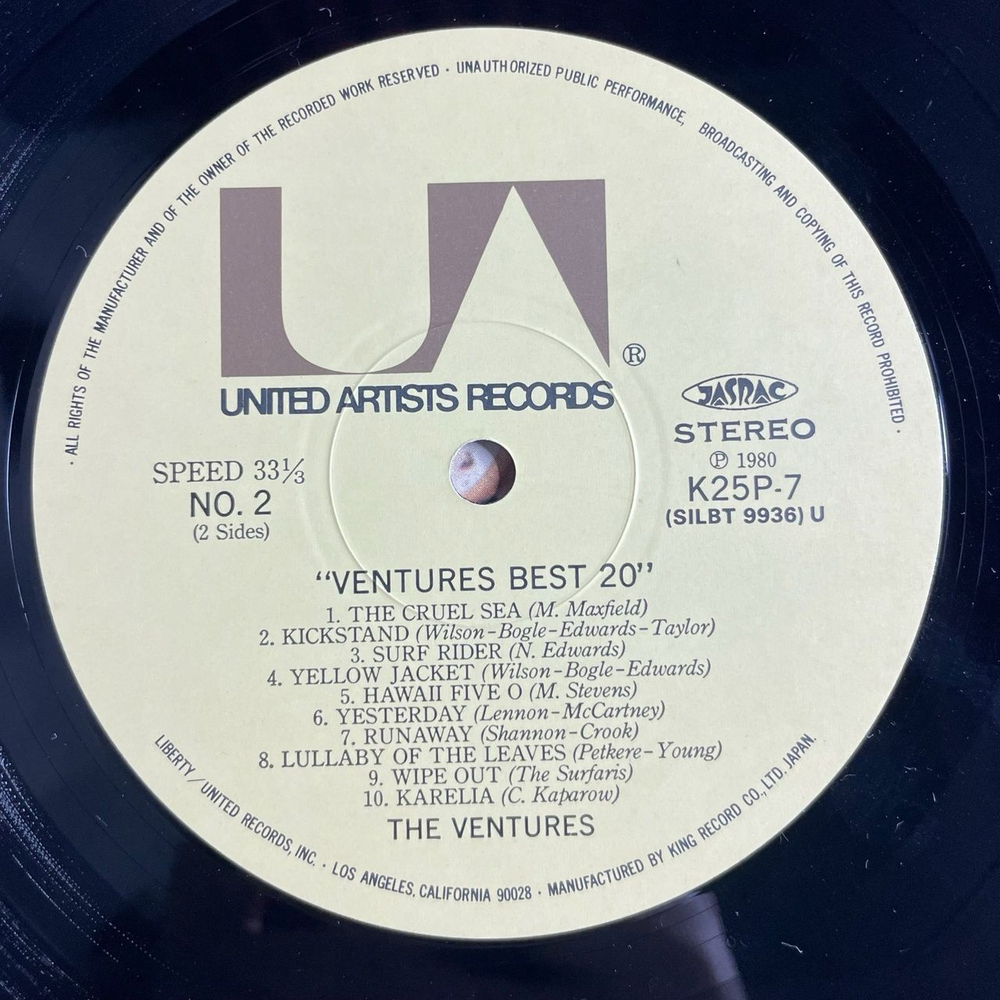 · ALL RIGHTS OF THE MANUFACTURER AND OF THE OWNER OF THE RECORDED WORK RESERVED · UNAUTHORIZED PUBLIC PERFORMANCE, BROADCASTING AND COPYING OF THIS RECORD PROHIBITED ·
UA ®
UNITED ARTISTS RECORDS
JASRAC
STEREO
℗ 1980
K25P-7
(SILBT 9936) U
SPEED 33⅓
NO. 2
(2 Sides)
“VENTURES BEST 20”
1. THE CRUEL SEA (M. Maxfield)
2. KICKSTAND (Wilson-Bogle-Edwards-Taylor)
3. SURF RIDER (N. Edwards)
4. YELLOW JACKET (Wilson-Bogle-Edwards)
5. HAWAII FIVE O (M. Stevens)
6. YESTERDAY (Lennon-McCartney)
7. RUNAWAY (Shannon-Crook)
8. LULLABY OF THE LEAVES (Petkere-Young)
9. WIPE OUT (The Surfaris)
10. KARELIA (C. Kaparow)
THE VENTURES
LIBERTY / UNITED RECORDS, INC. · LOS ANGELES, CALIFORNIA 90028 · MANUFACTURED BY KING RECORD CO., LTD. JAPAN.